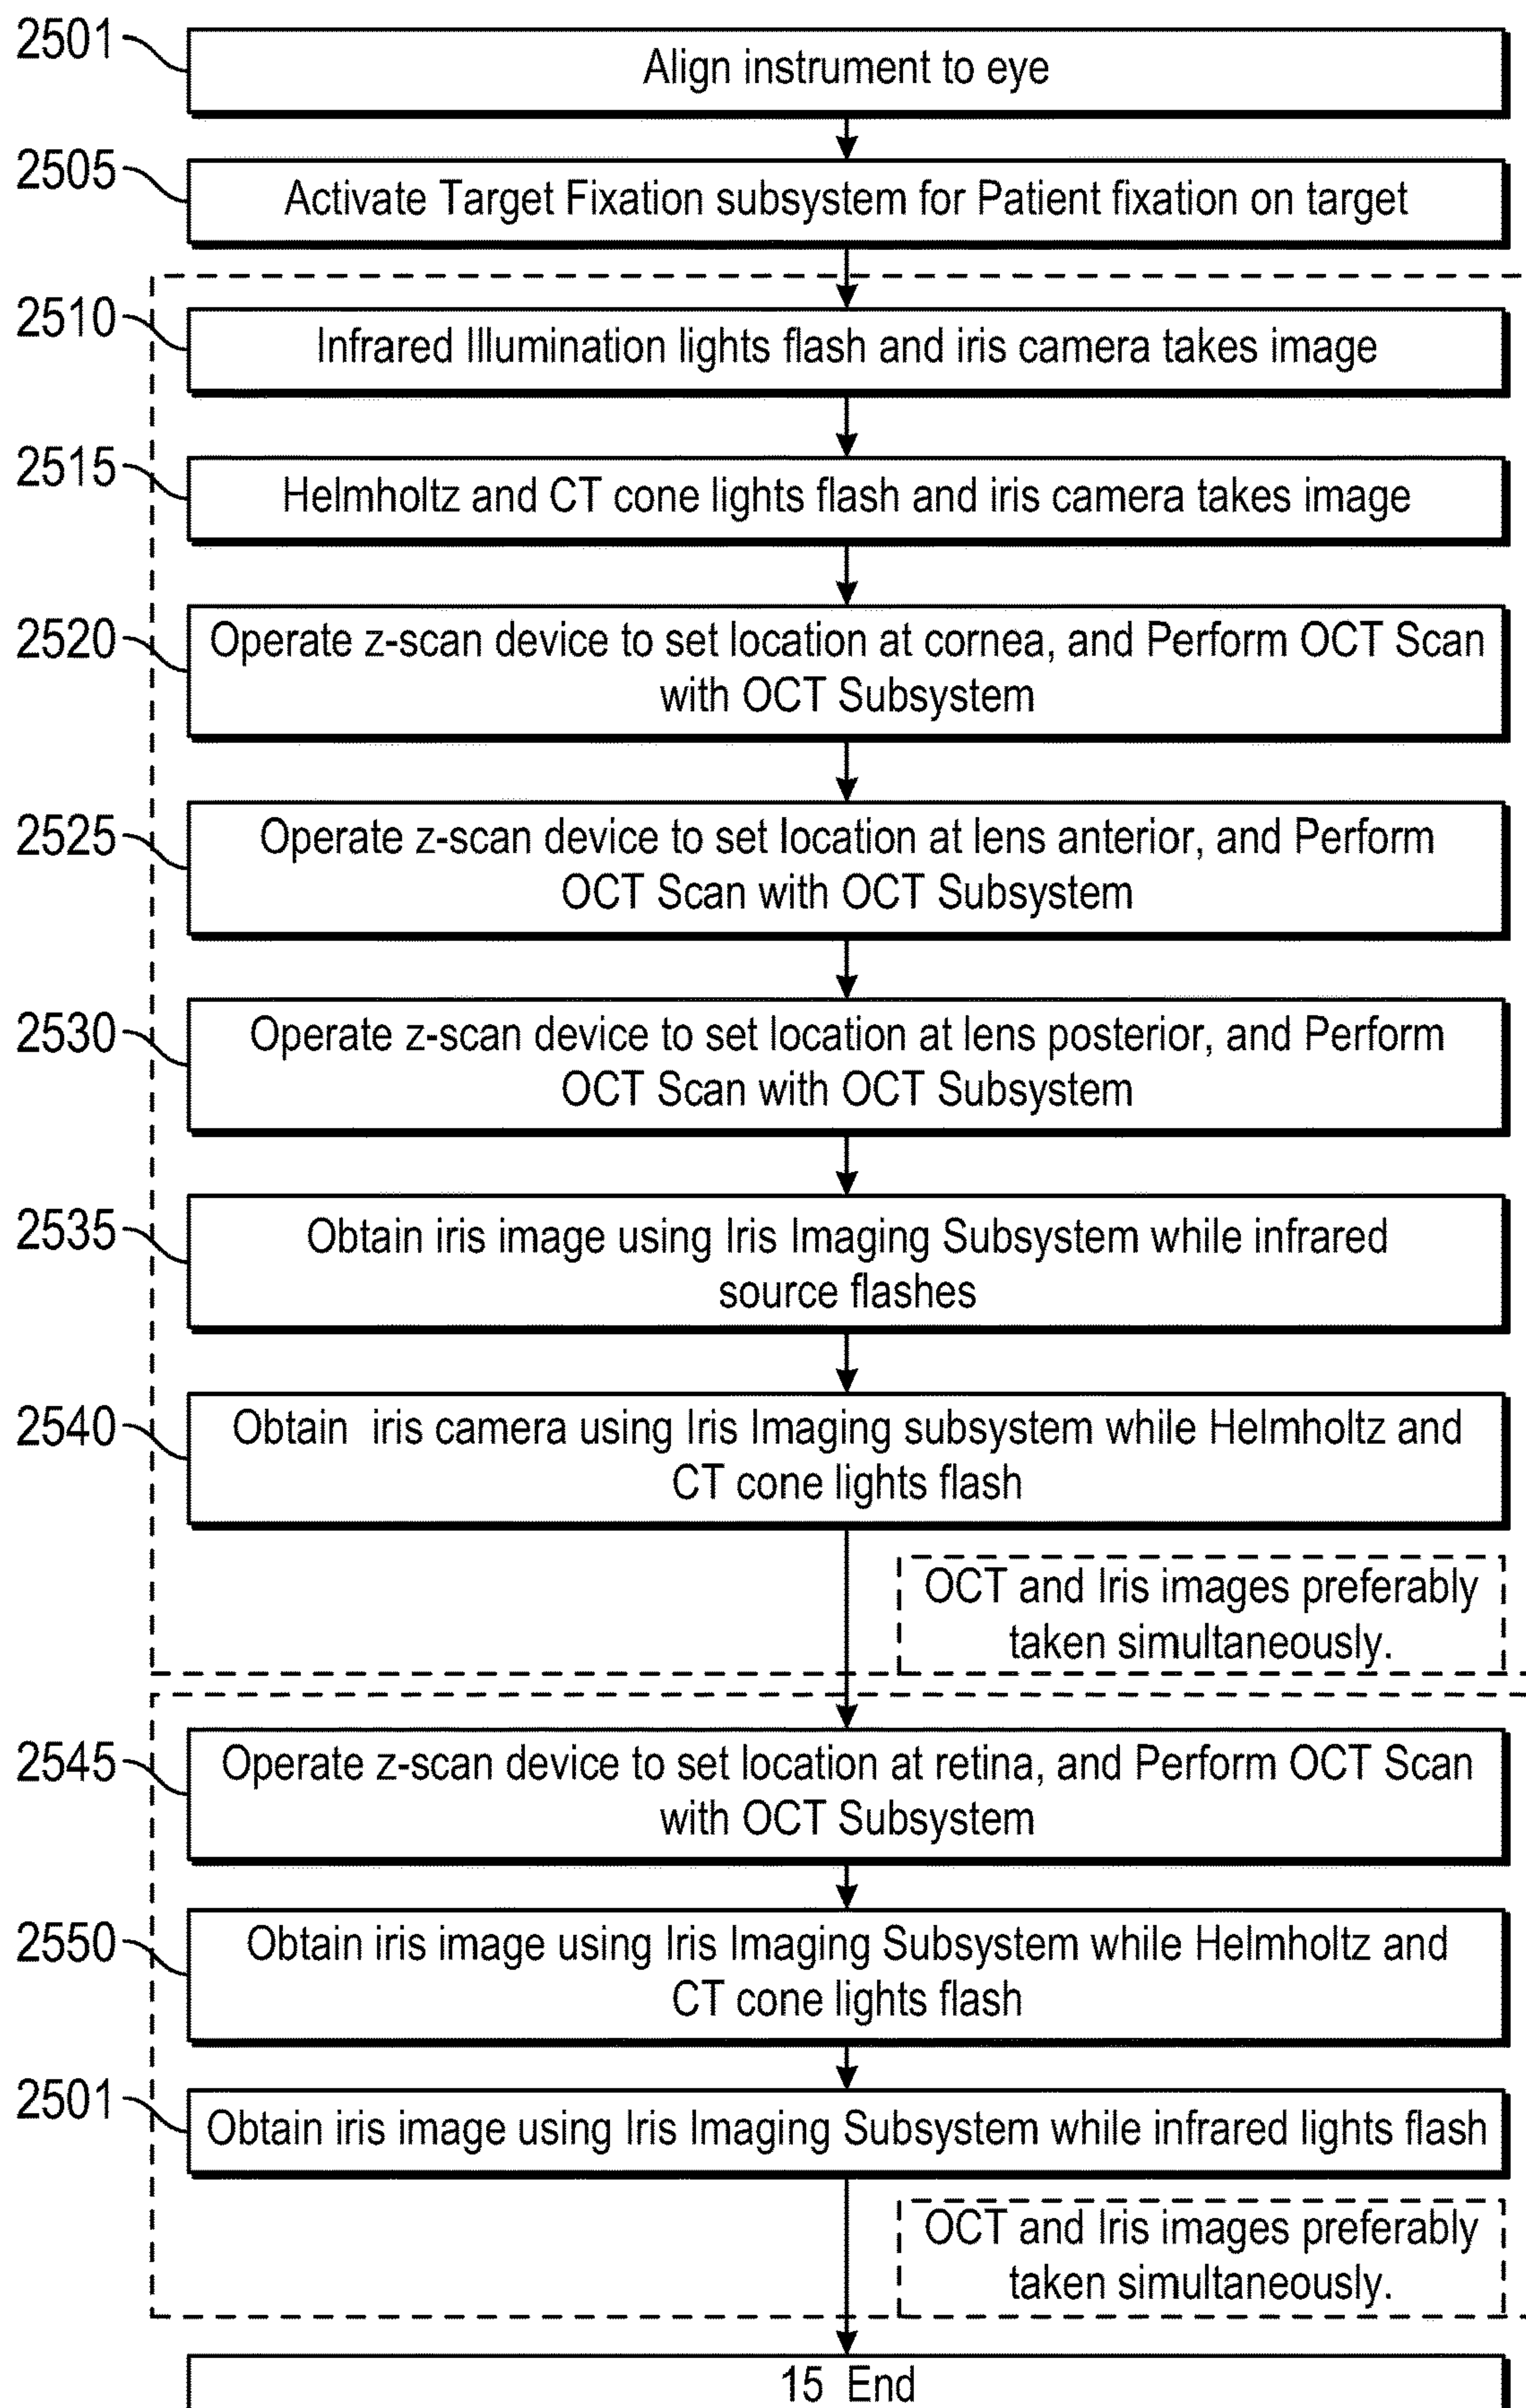 2501
Align instrument to eye
2505
Activate Target Fixation subsystem for Patient fixation on target
2510
Infrared Illumination lights flash and iris camera takes image
2515
Helmholtz and CT cone lights flash and iris camera takes image
2520
Operate z-scan device to set location at cornea, and Perform OCT Scan
with OCT Subsystem
2525
Operate z-scan device to set location at lens anterior, and Perform
OCT Scan with OCT Subsystem
2530
Operate z-scan device to set location at lens posterior, and Perform
OCT Scan with OCT Subsystem
2535
Obtain iris image using Iris Imaging Subsystem while infrared
source flashes
2540
Obtain iris camera using Iris Imaging subsystem while Helmholtz and
CT cone lights flash
OCT and Iris images preferably
taken simultaneously.
2545
Operate z-scan device to set location at retina, and Perform OCT Scan
with OCT Subsystem
2550
Obtain iris image using Iris Imaging Subsystem while Helmholtz and
CT cone lights flash
2501
Obtain iris image using Iris Imaging Subsystem while infrared lights flash
OCT and Iris images preferably
taken simultaneously.
15 End